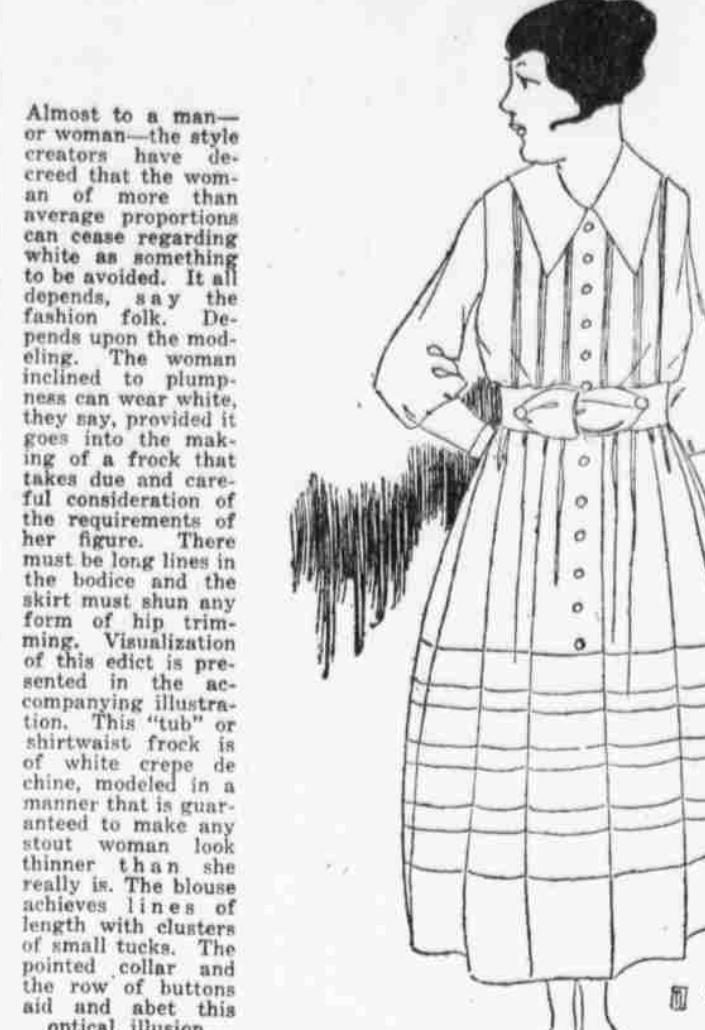 Almost to a man—
or woman—the style
creators have de-
creed that the wom-
an of more than
average proportions
can cease regarding
white as something
to be avoided. It all
depends, say the
fashion folk. De-
pends upon the mod-
eling. The woman
inclined to plump-
ness can wear white,
they say, provided it
goes into the mak-
ing of a frock that
takes due and care-
ful consideration of
the requirements of
her figure. There
must be long lines in
the bodice and the
skirt must shun any
form of hip trim-
ming. Visualization
of this edict is pre-
sented in the ac-
companying illustra-
tion. This “tub” or
shirtwaist frock is
of white crepe de
chine, modeled in a
manner that is guar-
anteed to make any
stout woman look
thinner than she
really is. The blouse
achieves lines of
length with clusters
of small tucks. The
pointed collar and
the row of buttons
aid and abet this
optical illusion